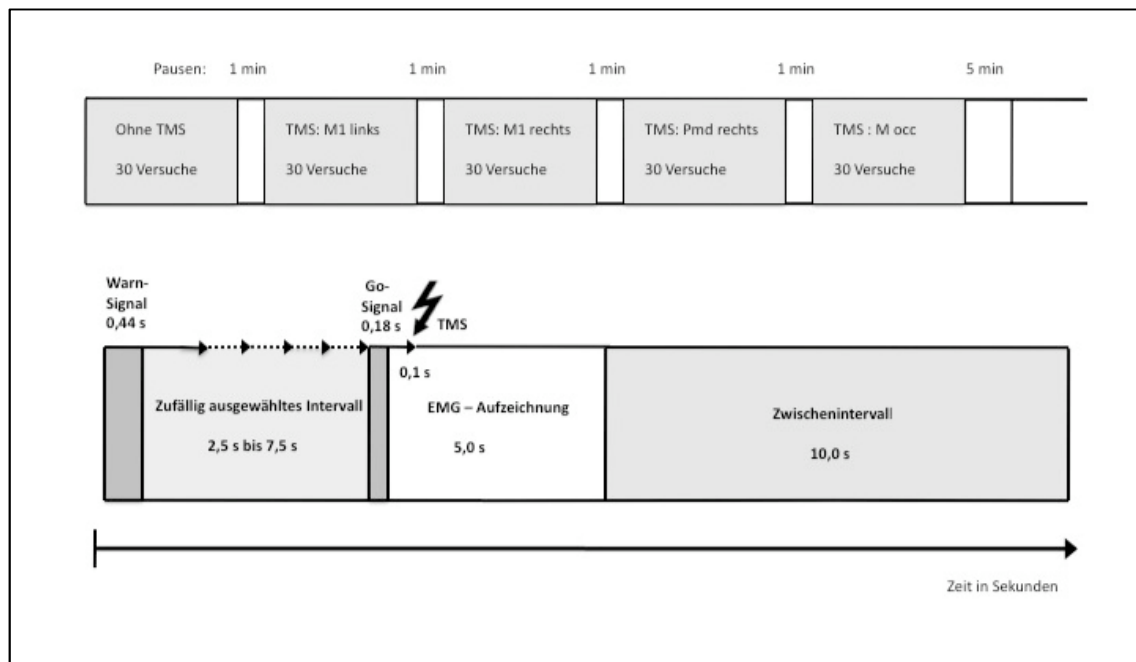 Pausen: 1 min 1 min 1 min 1 min 5 min
Ohne TMS TMS: M1 links TMS: M1 rechts TMS: Pmd rechts TMS : M occ
30 Versuche 30 Versuche 30 Versuche 30 Versuche 30 Versuche
Warn-
Signal
0,44 s
Go-
Signal
0,18 s
TMS
0,1 s
Zufällig ausgewähltes Intervall
2,5 s bis 7,5 s
EMG – Aufzeichnung
5,0 s
Zwischenintervall
10,0 s
Zeit in Sekunden